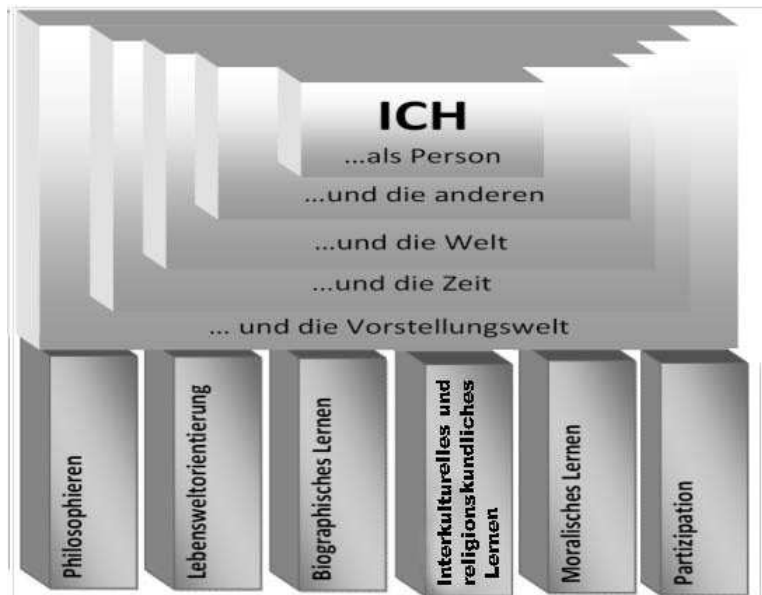 ICH
...als Person
...und die anderen
...und die Welt
...und die Zeit
... und die Vorstellungswelt
Philosophieren
Lebensweltorientierung
Biographisches Lernen
Interkulturelles und
religionskundliches
Lernen
Moralisches Lernen
Partizipation